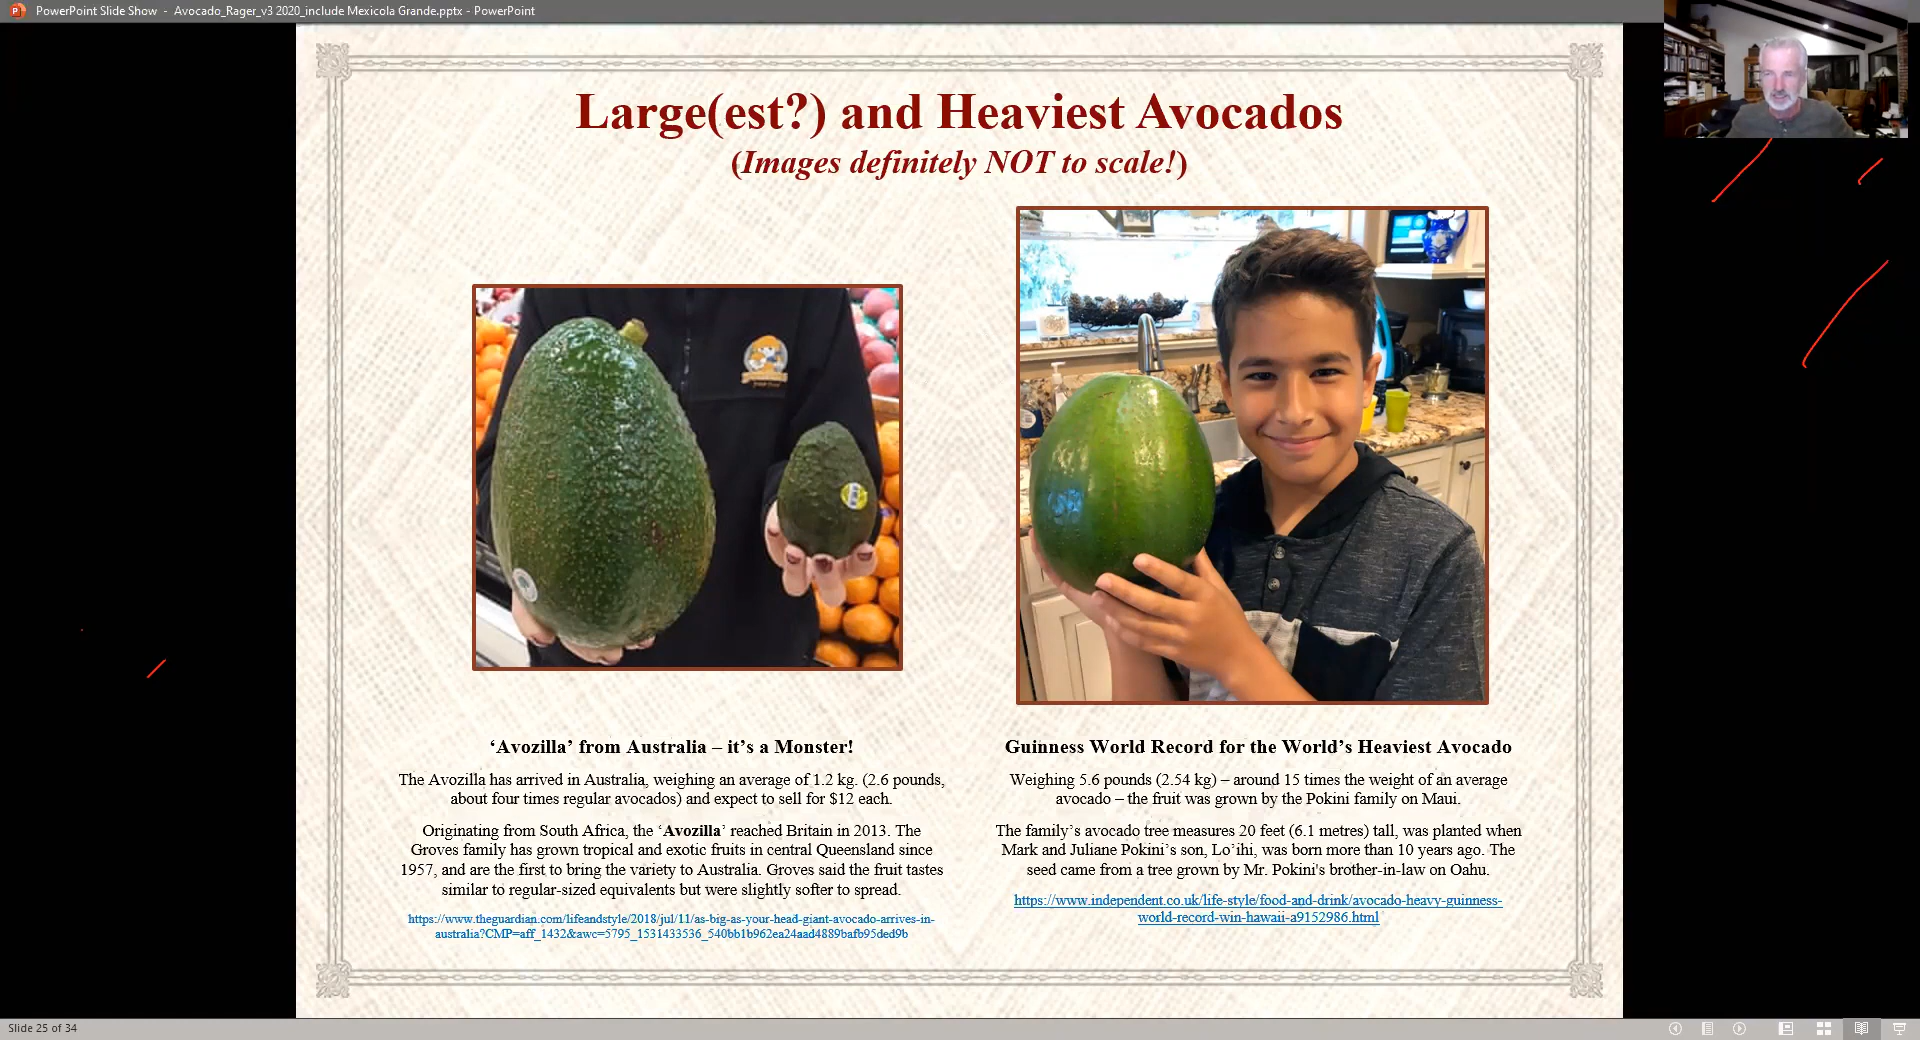 PowerPoint Slide Show - Avocado_Rager_v3 2020_include Mexicola Grande.pptx - PowerPoint
Large(est?) and Heaviest Avocados
(Images definitely NOT to scale!)
‘Avozilla’ from Australia – it’s a Monster!
The Avozilla has arrived in Australia, weighing an average of 1.2 kg. (2.6 pounds,
about four times regular avocados) and expect to sell for $12 each.
Originating from South Africa, the ‘Avozilla’ reached Britain in 2013. The
Groves family has grown tropical and exotic fruits in central Queensland since
1957, and are the first to bring the variety to Australia. Groves said the fruit tastes
similar to regular-sized equivalents but were slightly softer to spread.
https://www.theguardian.com/lifeandstyle/2018/jul/11/as-big-as-your-head-giant-avocado-arrives-in-
australia?CMP=aff_1432&awc=5795_1531433536_540bb1b962ea24aad4889bafb95ded9b
Guinness World Record for the World’s Heaviest Avocado
Weighing 5.6 pounds (2.54 kg) – around 15 times the weight of an average
avocado – the fruit was grown by the Pokini family on Maui.
The family’s avocado tree measures 20 feet (6.1 metres) tall, was planted when
Mark and Juliane Pokini’s son, Lo’ihi, was born more than 10 years ago. The
seed came from a tree grown by Mr. Pokini's brother-in-law on Oahu.
https://www.independent.co.uk/life-style/food-and-drink/avocado-heavy-guinness-
world-record-win-hawaii-a9152986.html
Slide 25 of 34